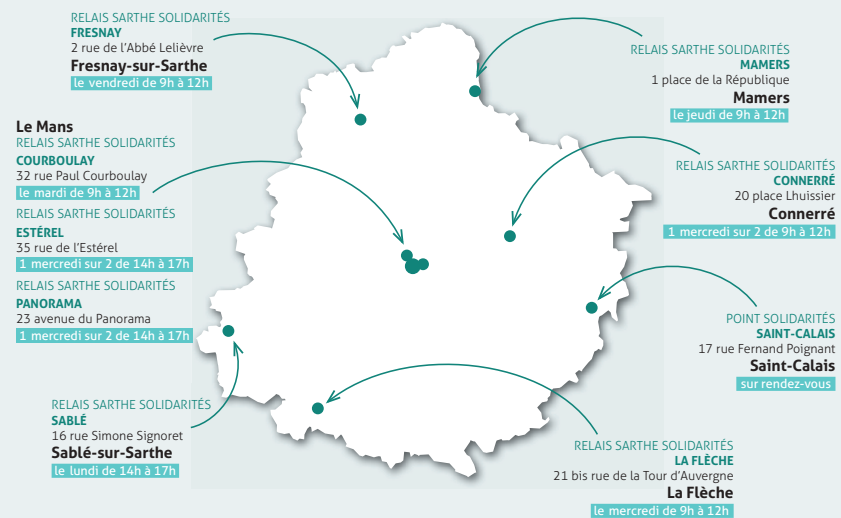 RELAIS SARTHE SOLIDARITÉS
FRESNAY
2 rue de l'Abbé Lelièvre
Fresnay-sur-Sarthe
le vendredi de 9h à 12h
Le Mans
RELAIS SARTHE SOLIDARITÉS
COURBOULAY
32 rue Paul Courboulay
le mardi de 9h à 12h
RELAIS SARTHE SOLIDARITÉS
ESTÉREL
35 rue de l'Estérel
1 mercredi sur 2 de 14h à 17h
RELAIS SARTHE SOLIDARITÉS
PANORAMA
23 avenue du Panorama
1 mercredi sur 2 de 14h à 17h
RELAIS SARTHE SOLIDARITÉS
SABLÉ
16 rue Simone Signoret
Sablé-sur-Sarthe
le lundi de 14h à 17h
RELAIS SARTHE SOLIDARITÉS
MAMERS
1 place de la République
Mamers
le jeudi de 9h à 12h
RELAIS SARTHE SOLIDARITÉS
CONNERRÉ
20 place Lhuissier
Connerré
1 mercredi sur 2 de 9h à 12h
POINT SOLIDARITÉS
SAINT-CALAIS
17 rue Fernand Poignant
Saint-Calais
sur rendez-vous
RELAIS SARTHE SOLIDARITÉS
LA FLÈCHE
21 bis rue de la Tour d'Auvergne
La Flèche
le mercredi de 9h à 12h